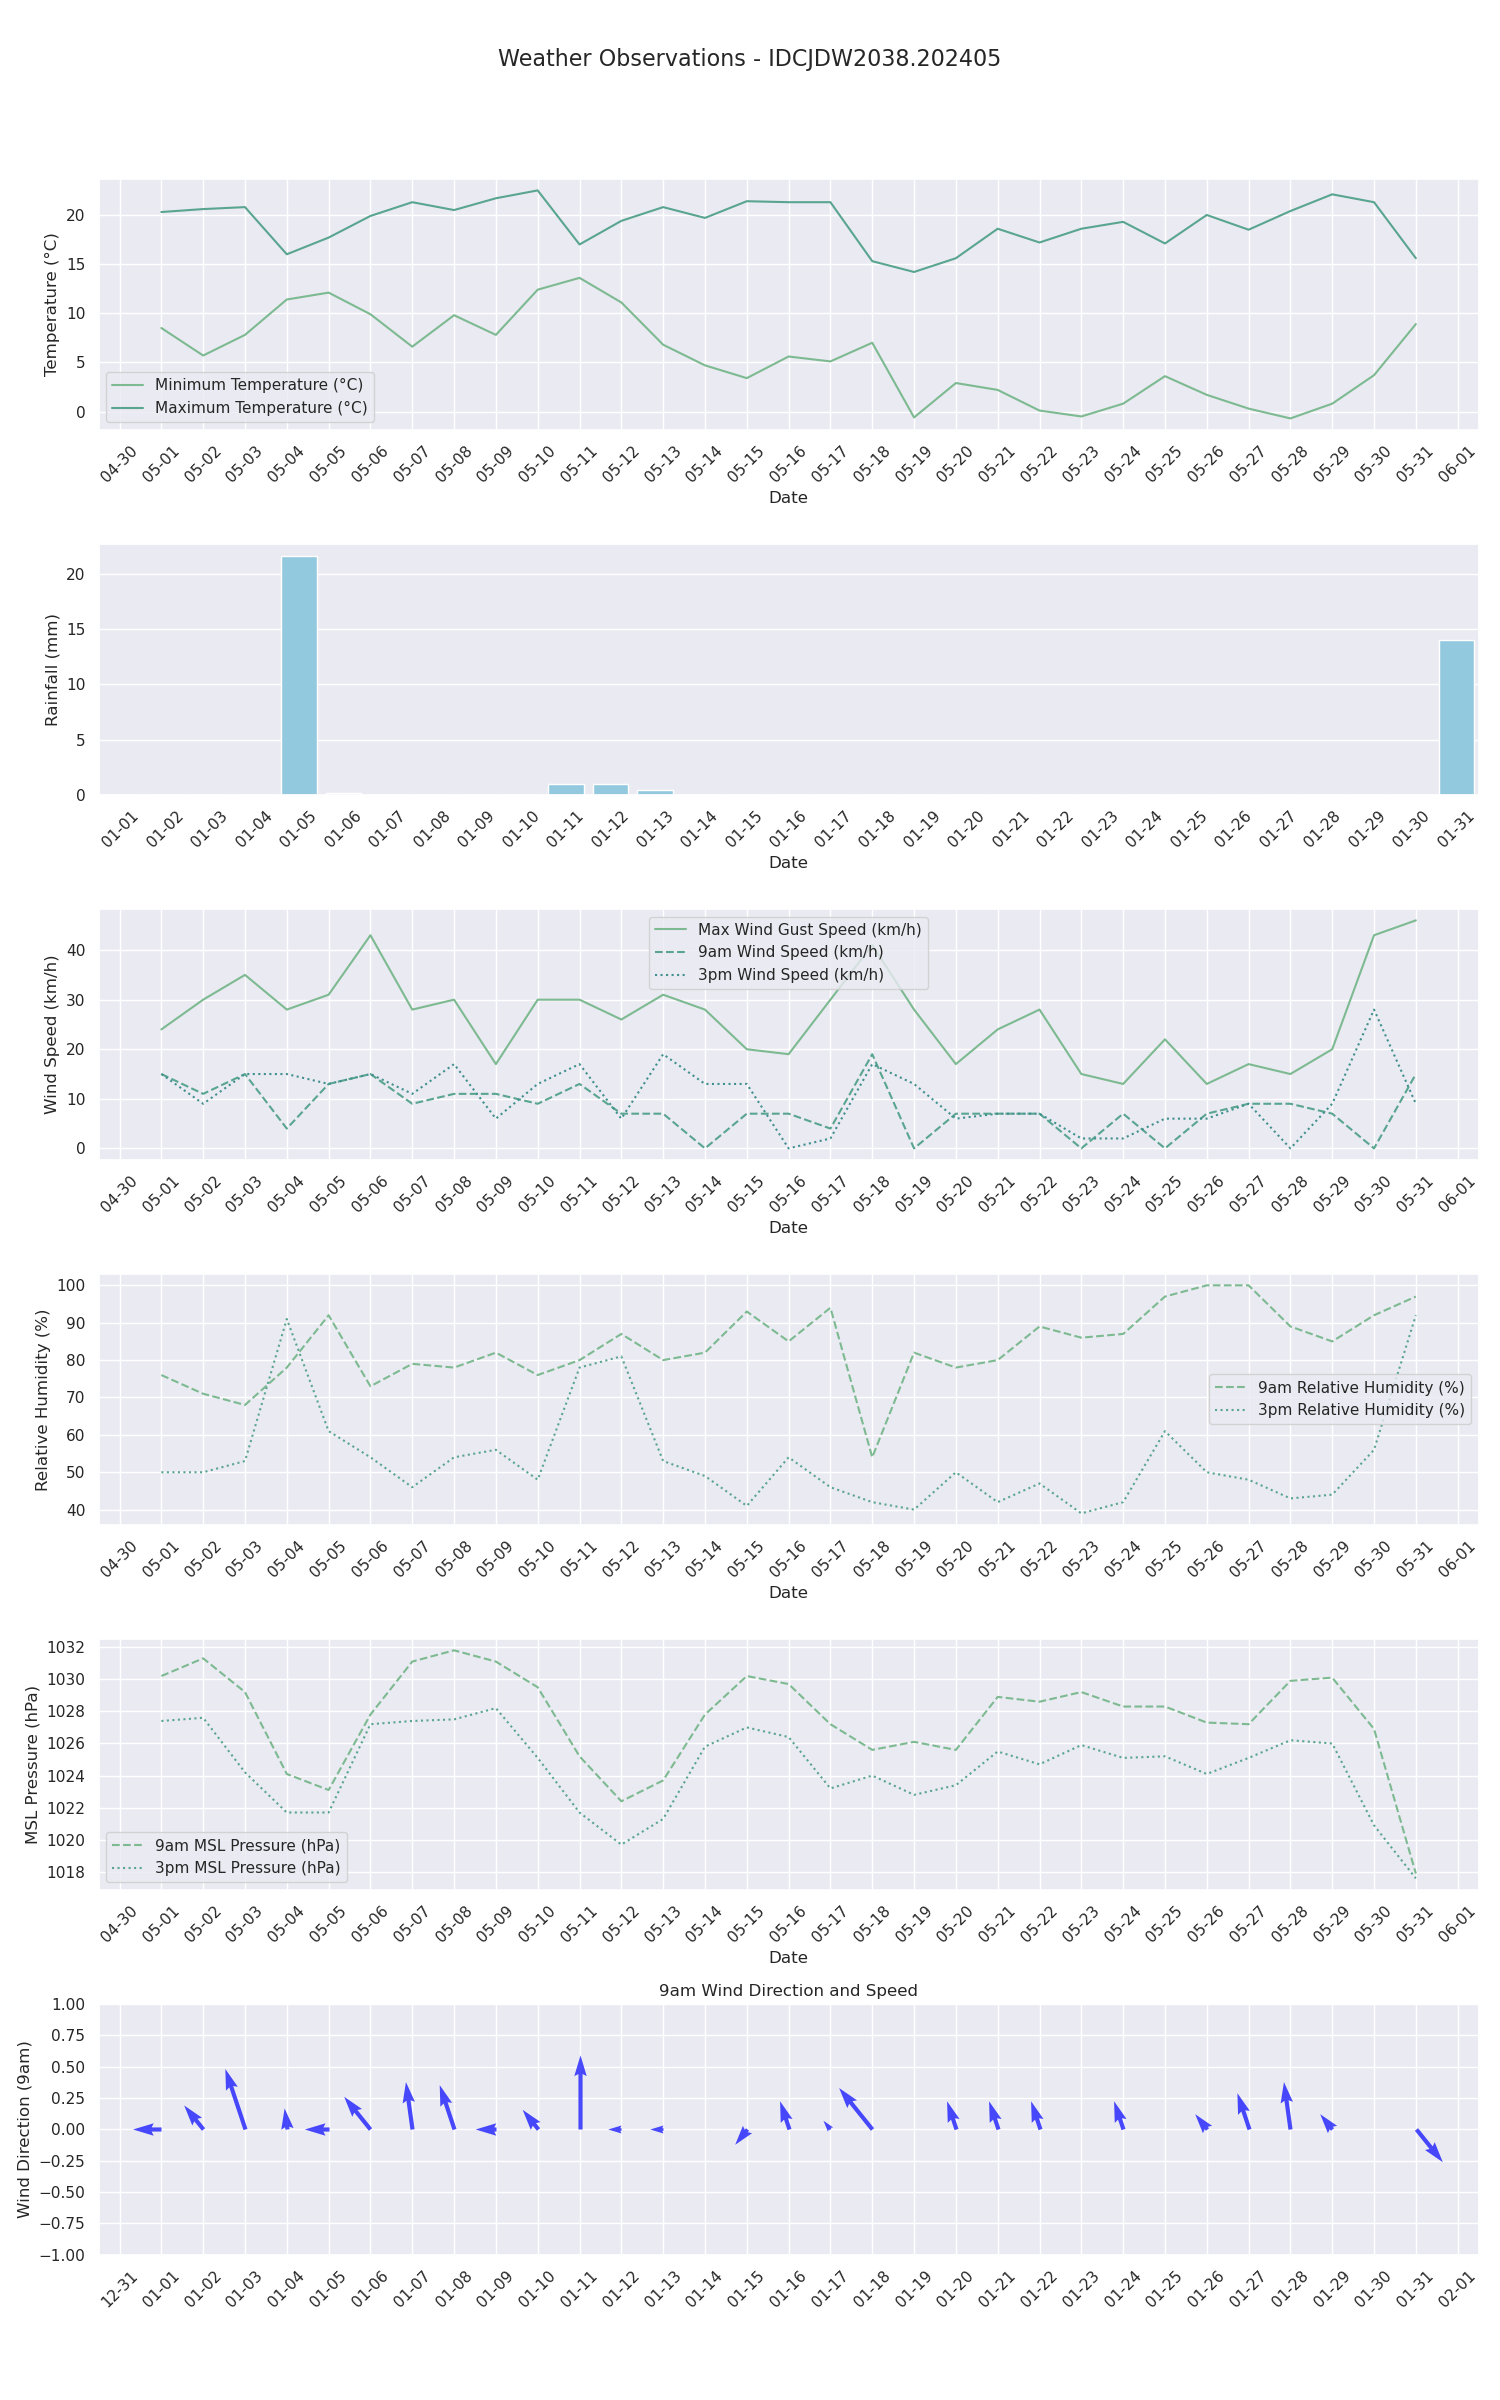 Weather Observations - IDCJDW2038.202405
Temperature (°C)
20
15
10
5
0
Minimum Temperature (°C)
Maximum Temperature (°C)
04-30 05-01 05-02 05-03 05-04 05-05 05-06 05-07 05-08 05-09 05-10 05-11 05-12 05-13 05-14 05-15 05-16 05-17 05-18 05-19 05-20 05-21 05-22 05-23 05-24 05-25 05-26 05-27 05-28 05-29 05-30 05-31 06-01
Date
Rainfall (mm)
20
15
10
5
0
01-01 01-02 01-03 01-04 01-05 01-06 01-07 01-08 01-09 01-10 01-11 01-12 01-13 01-14 01-15 01-16 01-17 01-18 01-19 01-20 01-21 01-22 01-23 01-24 01-25 01-26 01-27 01-28 01-29 01-30 01-31
Date
Wind Speed (km/h)
40
30
20
10
0
Max Wind Gust Speed (km/h)
9am Wind Speed (km/h)
3pm Wind Speed (km/h)
04-30 05-01 05-02 05-03 05-04 05-05 05-06 05-07 05-08 05-09 05-10 05-11 05-12 05-13 05-14 05-15 05-16 05-17 05-18 05-19 05-20 05-21 05-22 05-23 05-24 05-25 05-26 05-27 05-28 05-29 05-30 05-31 06-01
Date
Relative Humidity (%)
100
90
80
70
60
50
40
9am Relative Humidity (%)
3pm Relative Humidity (%)
04-30 05-01 05-02 05-03 05-04 05-05 05-06 05-07 05-08 05-09 05-10 05-11 05-12 05-13 05-14 05-15 05-16 05-17 05-18 05-19 05-20 05-21 05-22 05-23 05-24 05-25 05-26 05-27 05-28 05-29 05-30 05-31 06-01
Date
MSL Pressure (hPa)
1032
1030
1028
1026
1024
1022
1020
1018
9am MSL Pressure (hPa)
3pm MSL Pressure (hPa)
04-30 05-01 05-02 05-03 05-04 05-05 05-06 05-07 05-08 05-09 05-10 05-11 05-12 05-13 05-14 05-15 05-16 05-17 05-18 05-19 05-20 05-21 05-22 05-23 05-24 05-25 05-26 05-27 05-28 05-29 05-30 05-31 06-01
Date
9am Wind Direction and Speed
Wind Direction (9am)
1.00
0.75
0.50
0.25
0.00
−0.25
−0.50
−0.75
−1.00
12-31 01-01 01-02 01-03 01-04 01-05 01-06 01-07 01-08 01-09 01-10 01-11 01-12 01-13 01-14 01-15 01-16 01-17 01-18 01-19 01-20 01-21 01-22 01-23 01-24 01-25 01-26 01-27 01-28 01-29 01-30 01-31 02-01